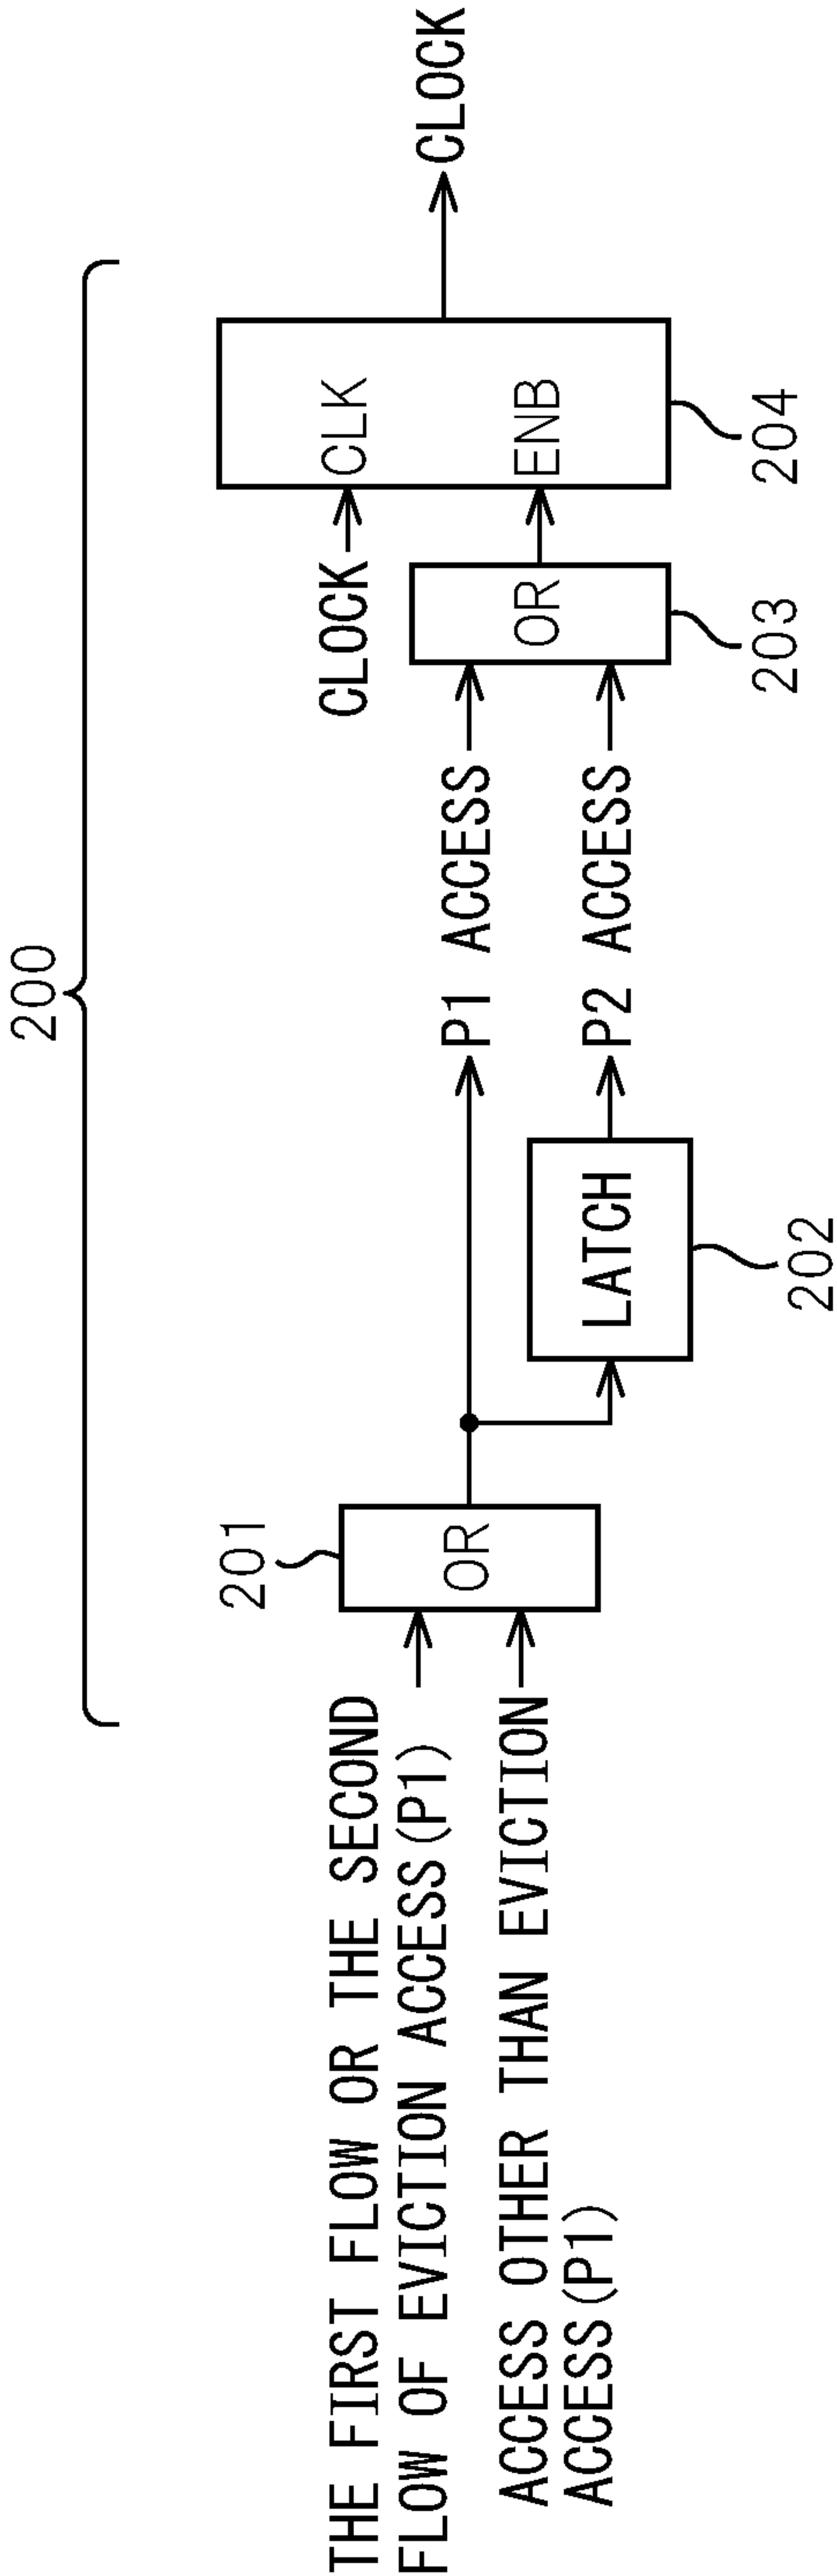 200
THE FIRST FLOW OR THE SECOND
FLOW OF EVICTION ACCESS(P1)
ACCESS OTHER THAN EVICTION
ACCESS(P1)
201
OR
LATCH
202
P1 ACCESS
P2 ACCESS
CLOCK
OR
203
CLK
ENB
204
CLOCK